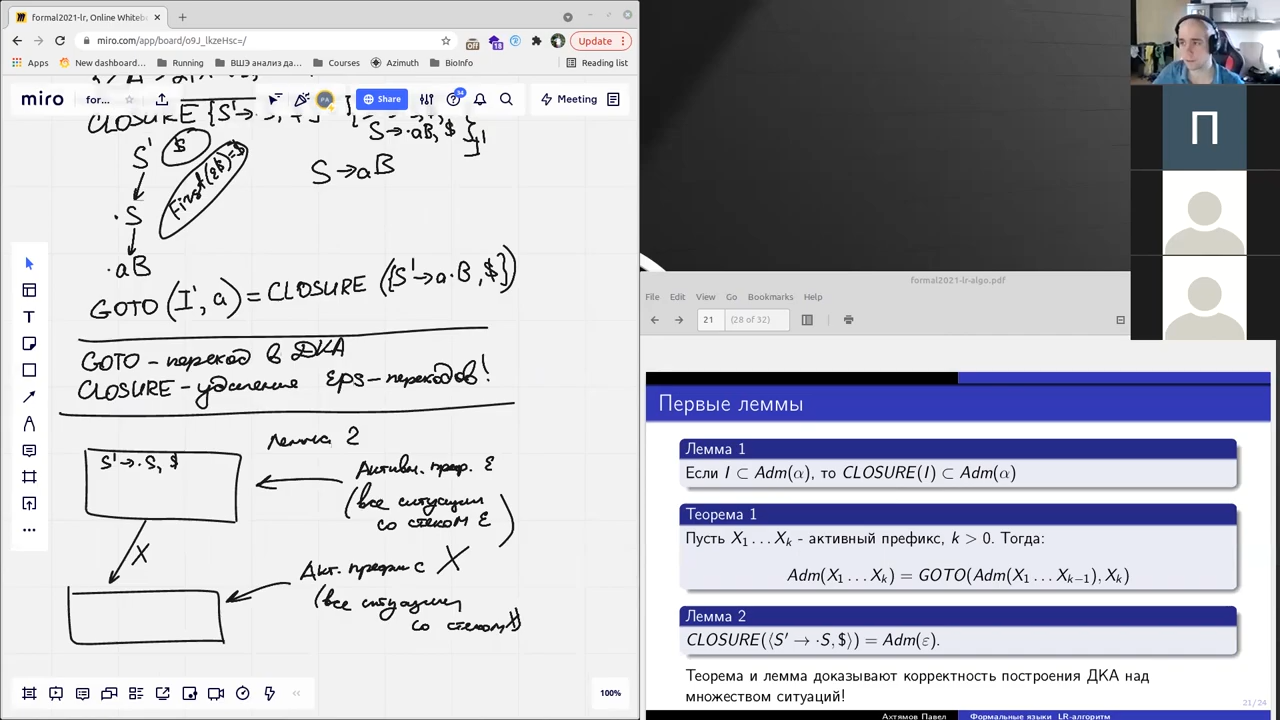 formal2021-lr, Online Whiteb
miro.com/app/board/o9J_lkzeHsc=/
Update
Apps
New dashboard...
Running
ВШЭ анализ да...
Courses
Azimuth
BioInfo
Reading list
miro
for...
Share
Meeting
CLOSURE {S'→·S, $}
S→·aB, $
S'
$
S→aB
First(ε$)=$
·S
·aB
GOTO (I', a) = CLOSURE ({S'→a·B, $})
GOTO – переход в ДКА
CLOSURE – удаление EPS – переходов!
Лемма 2
S'→·S, $
Активн. преф. ε
(все ситуации
со стеком ε)
X
Акт. префикс X
(все ситуации
со стеком X)
100%
formal2021-lr-algo.pdf
File Edit View Go Bookmarks Help
21 (28 of 32)
П
Первые леммы
Лемма 1
Если I ⊂ Adm(α), то CLOSURE(I) ⊂ Adm(α)
Теорема 1
Пусть X₁ . . . Xₖ - активный префикс, k > 0. Тогда:
Adm(X₁ . . . Xₖ) = GOTO(Adm(X₁ . . . Xₖ₋₁), Xₖ)
Лемма 2
CLOSURE(⟨S′ → ·S, $⟩) = Adm(ε).
Теорема и лемма доказывают корректность построения ДКА над
множеством ситуаций!
21/24
Ахтямов Павел
Формальные языки LR-алгоритм